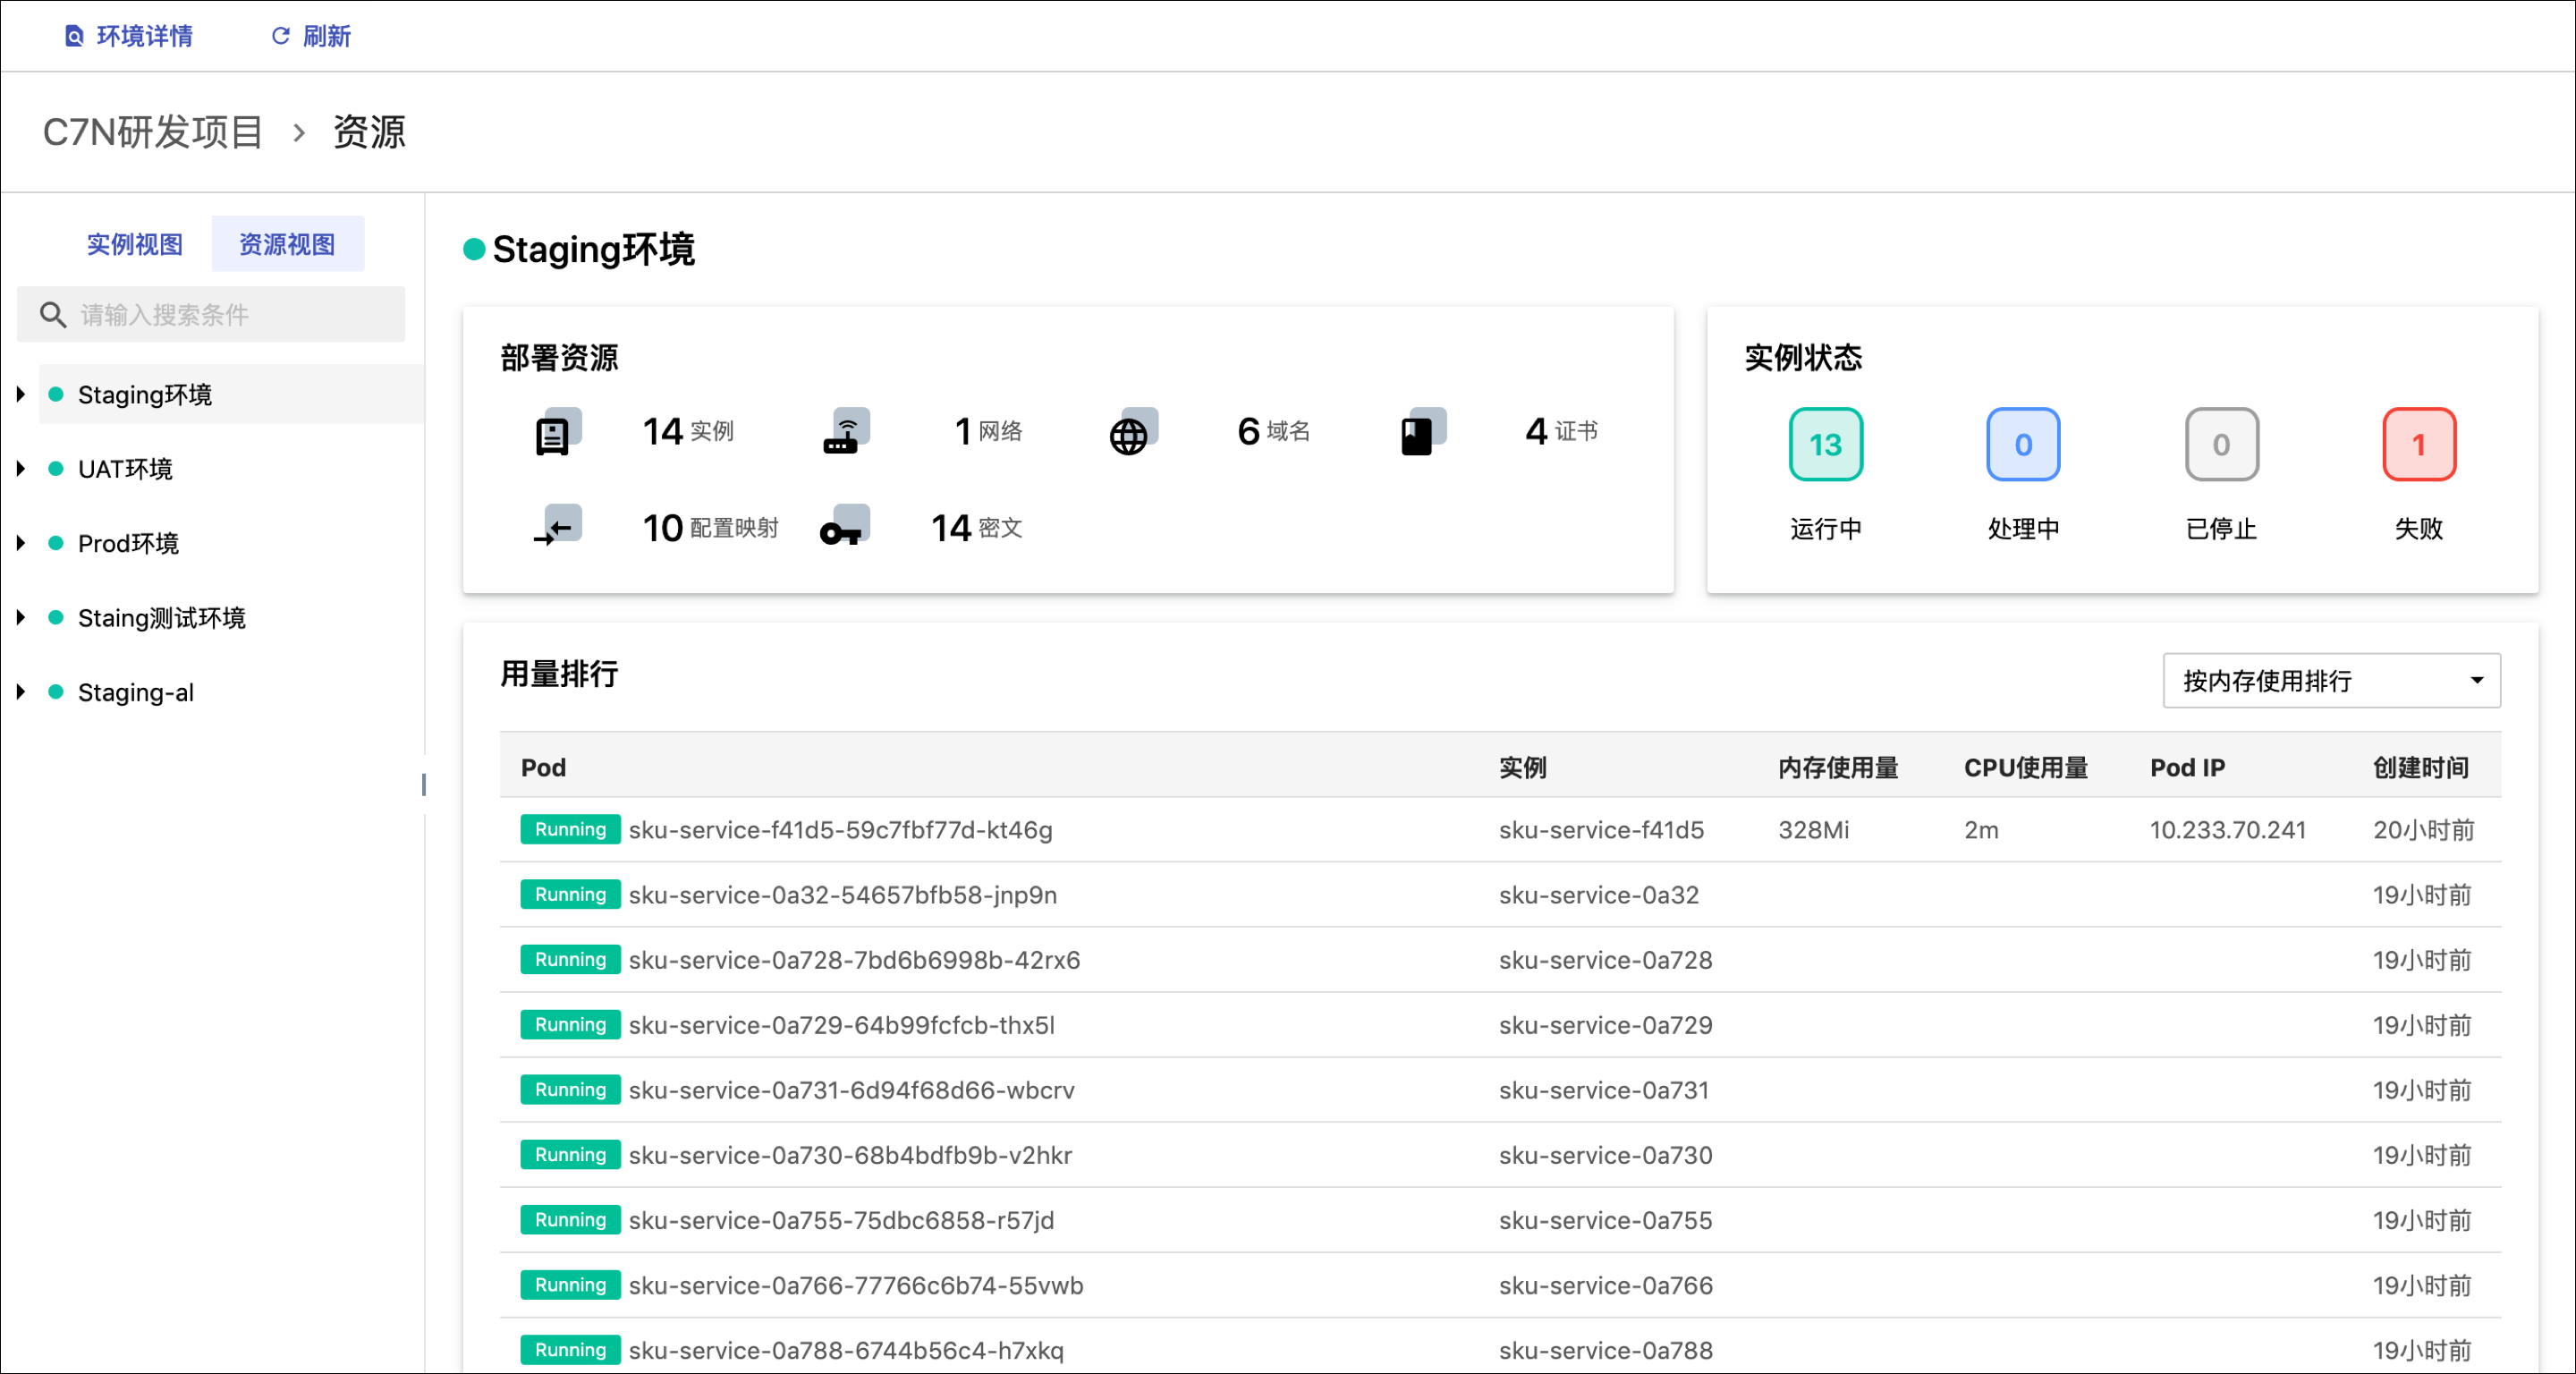 环境详情 刷新
C7N研发项目 > 资源
实例视图 资源视图
请输入搜索条件
Staging环境
UAT环境
Prod环境
Staing测试环境
Staging-al
Staging环境
部署资源
14 实例 1 网络 6 域名 4 证书
10 配置映射 14 密文
实例状态
13 0 0 1
运行中 处理中 已停止 失败
用量排行
按内存使用排行
Pod 实例 内存使用量 CPU使用量 Pod IP 创建时间
Running sku-service-f41d5-59c7fbf77d-kt46g sku-service-f41d5 328Mi 2m 10.233.70.241 20小时前
Running sku-service-0a32-54657bfb58-jnp9n sku-service-0a32 19小时前
Running sku-service-0a728-7bd6b6998b-42rx6 sku-service-0a728 19小时前
Running sku-service-0a729-64b99fcfcb-thx5l sku-service-0a729 19小时前
Running sku-service-0a731-6d94f68d66-wbcrv sku-service-0a731 19小时前
Running sku-service-0a730-68b4bdfb9b-v2hkr sku-service-0a730 19小时前
Running sku-service-0a755-75dbc6858-r57jd sku-service-0a755 19小时前
Running sku-service-0a766-77766c6b74-55vwb sku-service-0a766 19小时前
Running sku-service-0a788-6744b56c4-h7xkq sku-service-0a788 19小时前